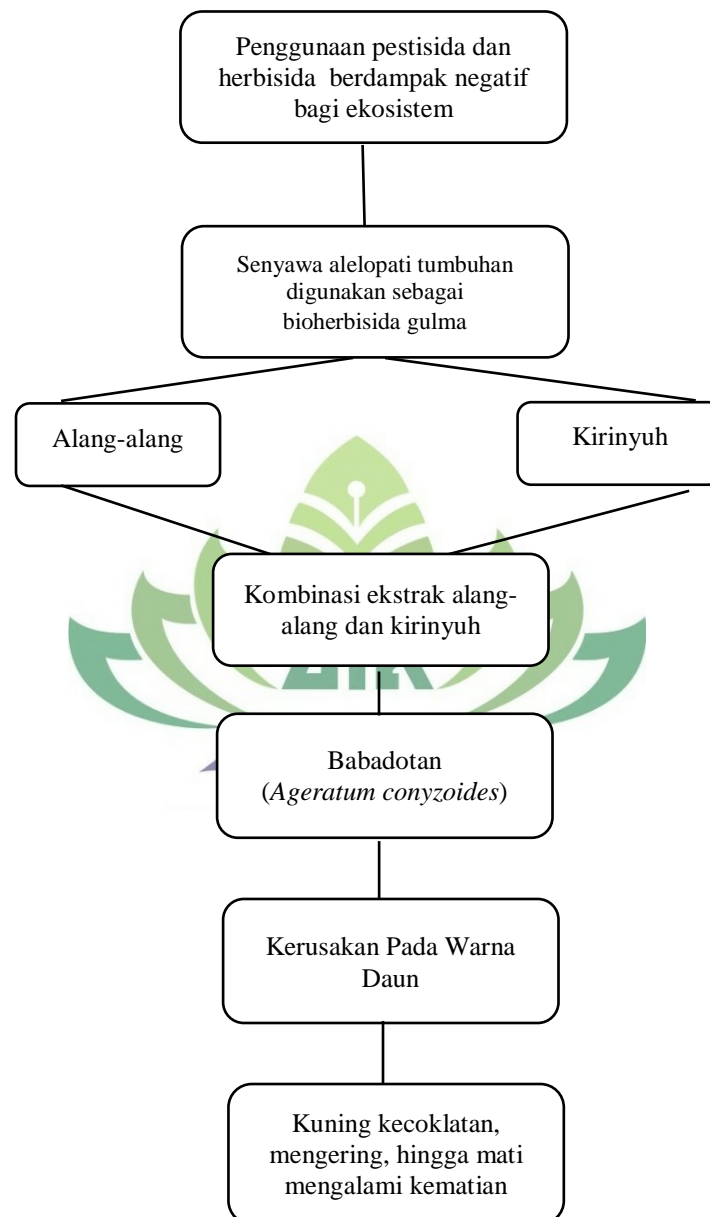 Penggunaan pestisida dan
herbisida berdampak negatif
bagi ekosistem
Senyawa alelopati tumbuhan
digunakan sebagai
bioherbisida gulma
Alang-alang
Kirinyuh
Kombinasi ekstrak alang-
alang dan kirinyuh
Babadotan
(Ageratum conyzoides)
Kerusakan Pada Warna
Daun
Kuning kecoklatan,
mengering, hingga mati
mengalami kematian